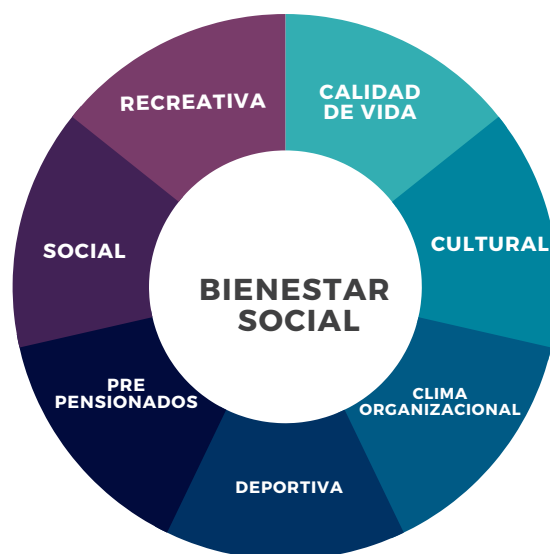 RECREATIVA
CALIDAD
DE VIDA
SOCIAL
CULTURAL
BIENESTAR
SOCIAL
PRE
PENSIONADOS
CLIMA
ORGANIZACIONAL
DEPORTIVA